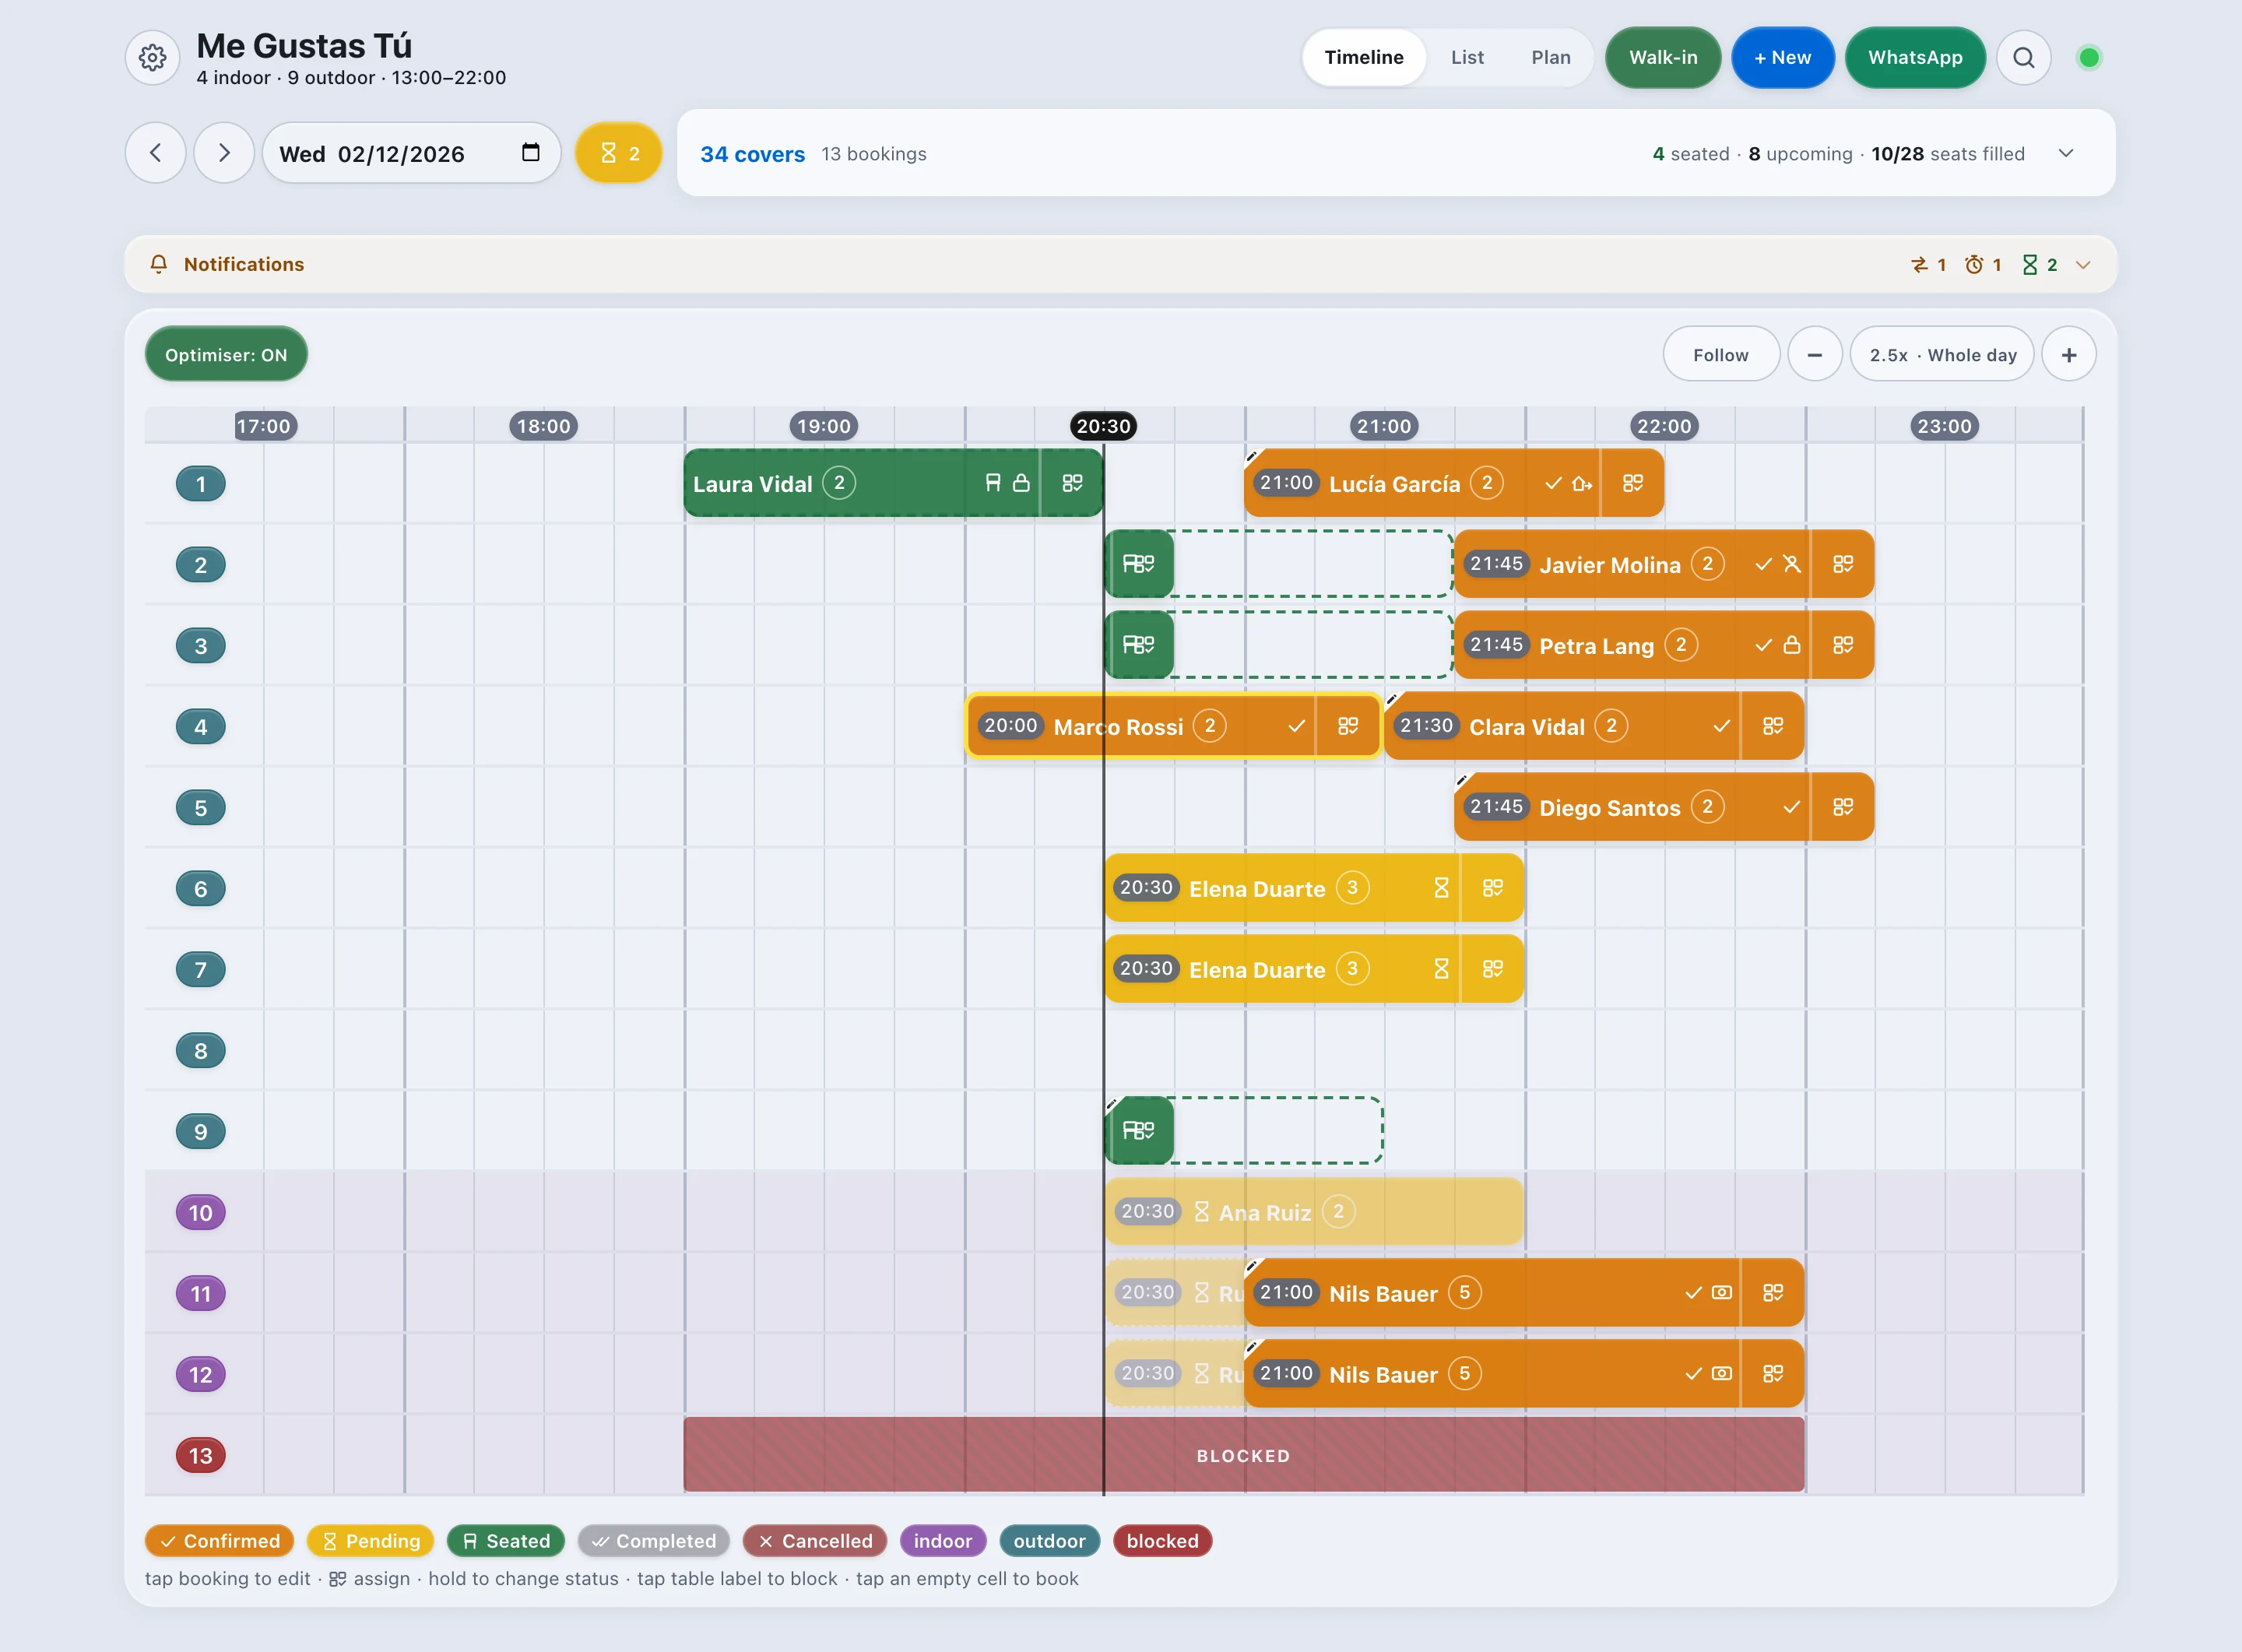 Me Gustas Tú
4 indoor · 9 outdoor · 13:00–22:00
Timeline List Plan Walk-in + New WhatsApp
Wed 02/12/2026 2
34 covers 13 bookings 4 seated · 8 upcoming · 10/28 seats filled
Notifications 1 1 2
Optimiser: ON Follow − 2.5x · Whole day +
17:00 18:00 19:00 20:30 21:00 22:00 23:00
1 Laura Vidal 2 21:00 Lucía García 2
2 21:45 Javier Molina 2
3 21:45 Petra Lang 2
4 20:00 Marco Rossi 2 21:30 Clara Vidal 2
5 21:45 Diego Santos 2
6 20:30 Elena Duarte 3
7 20:30 Elena Duarte 3
8
9
10 20:30 Ana Ruiz 2
11 20:30 Ru 21:00 Nils Bauer 5
12 20:30 Ru 21:00 Nils Bauer 5
13 BLOCKED
Confirmed Pending Seated Completed Cancelled indoor outdoor blocked
tap booking to edit · assign · hold to change status · tap table label to block · tap an empty cell to book